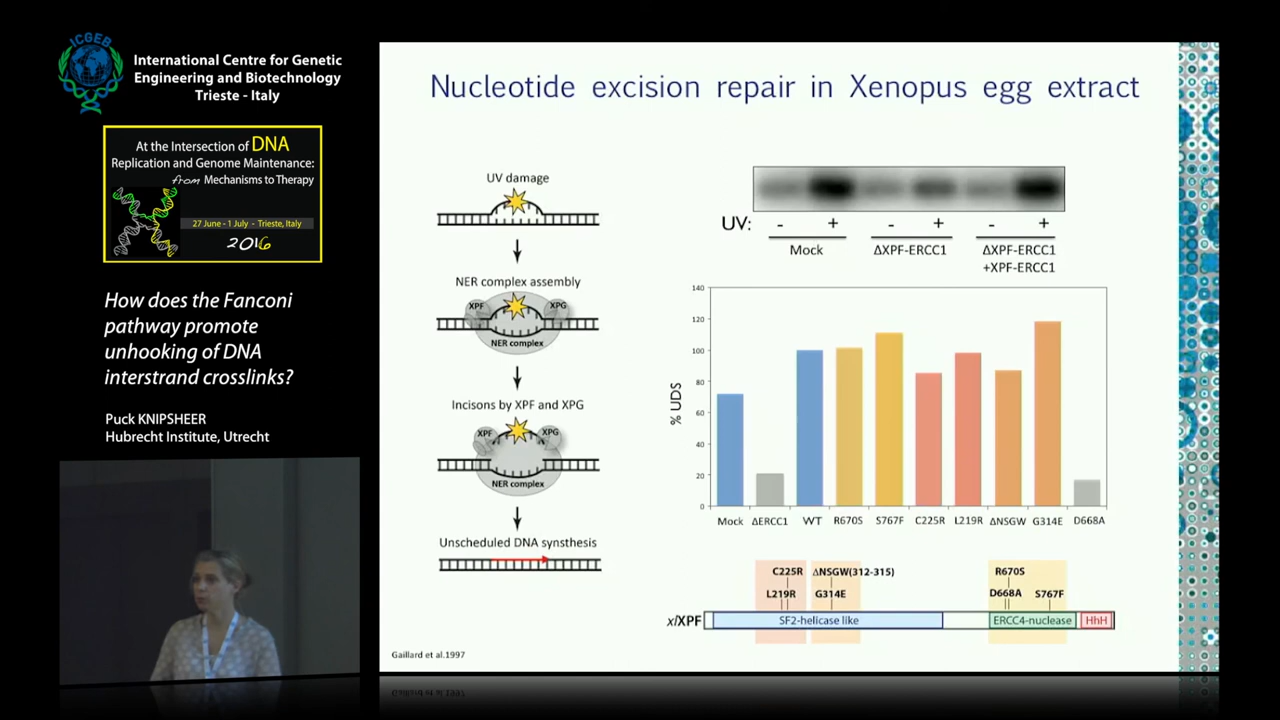 ICGEB
International Centre for Genetic
Engineering and Biotechnology
Trieste - Italy
At the Intersection of DNA
Replication and Genome Maintenance:
from Mechanisms to Therapy
27 June - 1 July - Trieste, Italy
2016
How does the Fanconi
pathway promote
unhooking of DNA
interstrand crosslinks?
Puck KNIPSHEER
Hubrecht Institute, Utrecht
Nucleotide excision repair in Xenopus egg extract
UV damage
NER complex assembly
XPF XPG
NER complex
Incisons by XPF and XPG
XPF XPG
NER complex
Unscheduled DNA synsthesis
Gaillard et al.1997
UV: - + - + - +
Mock ΔXPF-ERCC1 ΔXPF-ERCC1
+XPF-ERCC1
140
120
100
80
60
40
20
0
% UDS
Mock ΔERCC1 WT R670S S767F C225R L219R ΔNSGW G314E D668A
C225R ΔNSGW(312-315) R670S
L219R G314E D668A S767F
xlXPF SF2-helicase like ERCC4-nuclease HhH